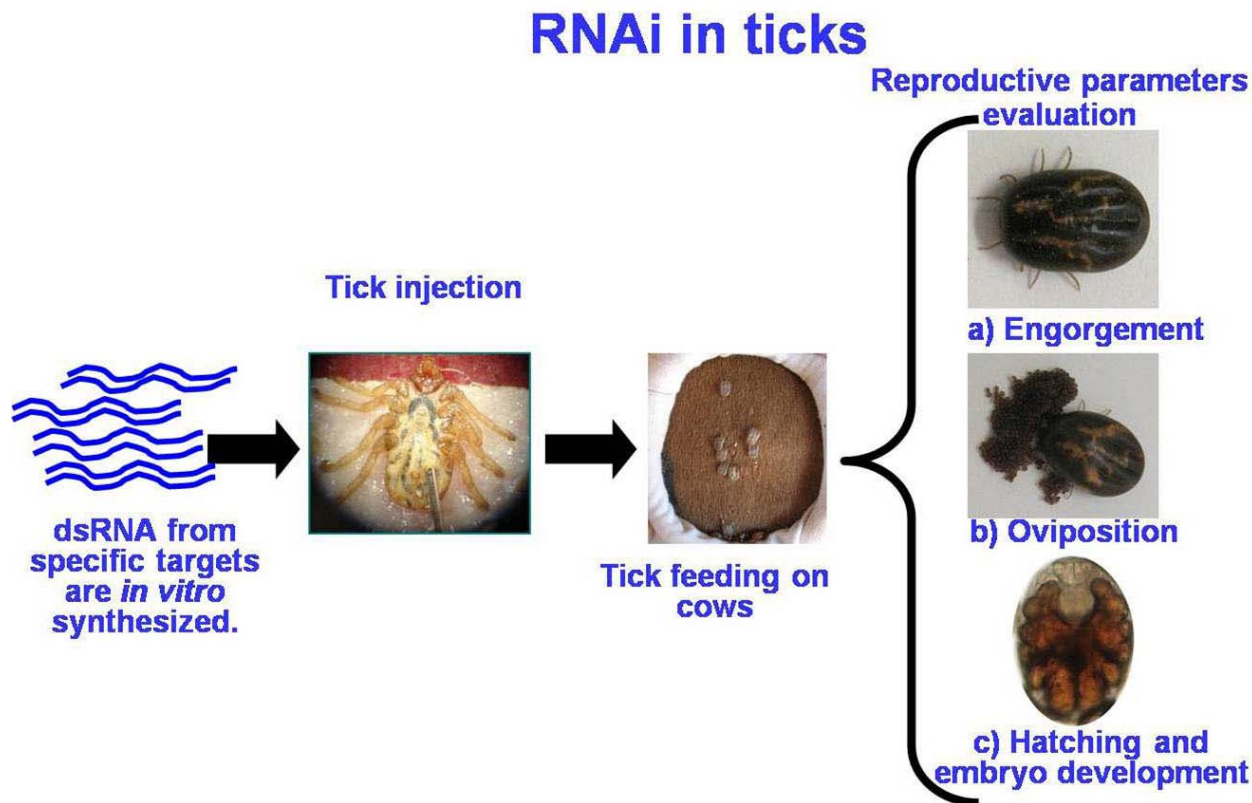 RNAi in ticks
dsRNA from
specific targets
are in vitro
synthesized.
Tick injection
Tick feeding on
cows
Reproductive parameters
evaluation
a) Engorgement
b) Oviposition
c) Hatching and
embryo development